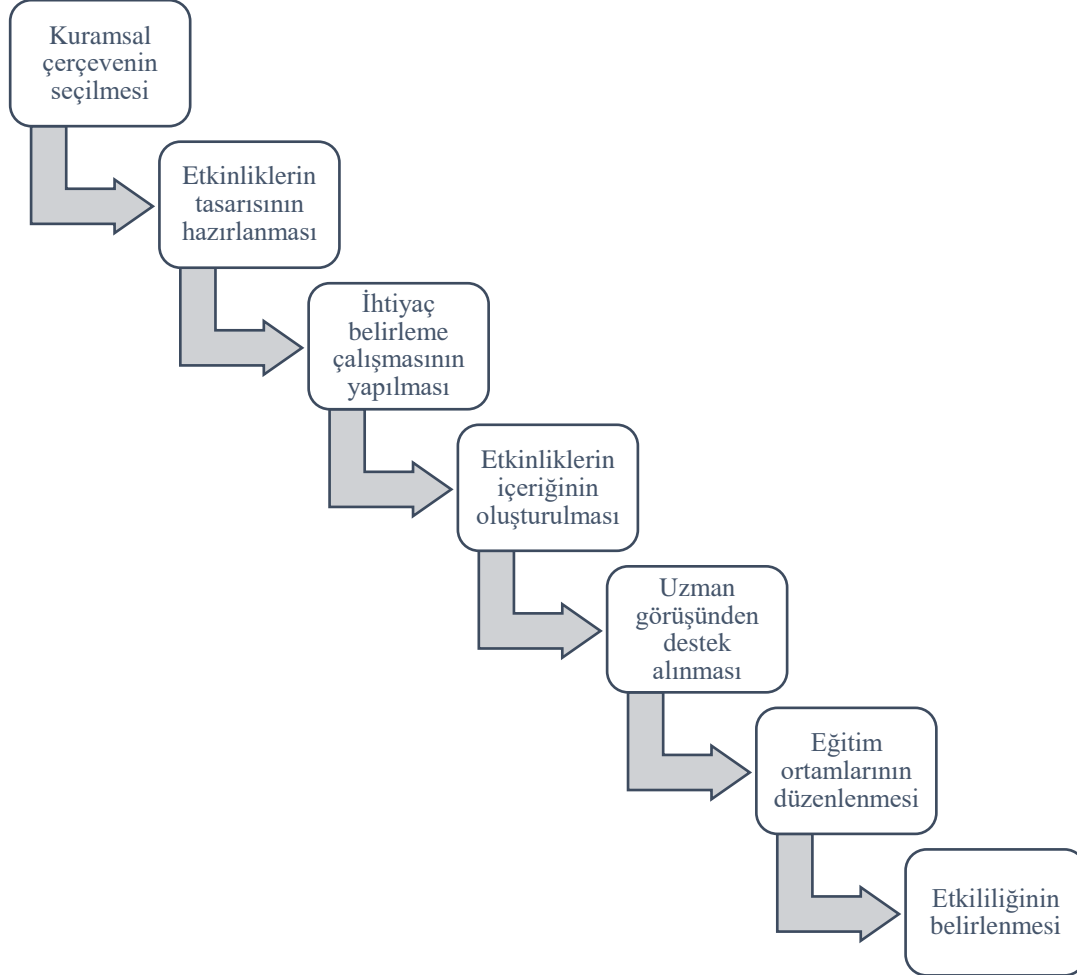 Kuramsal
çerçevenin
seçilmesi
Etkinliklerin
tasarısının
hazırlanması
İhtiyaç
belirleme
çalışmasının
yapılması
Etkinliklerin
içeriğinin
oluşturulması
Uzman
görüşünden
destek
alınması
Eğitim
ortamlarının
düzenlenmesi
Etkililiğinin
belirlenmesi